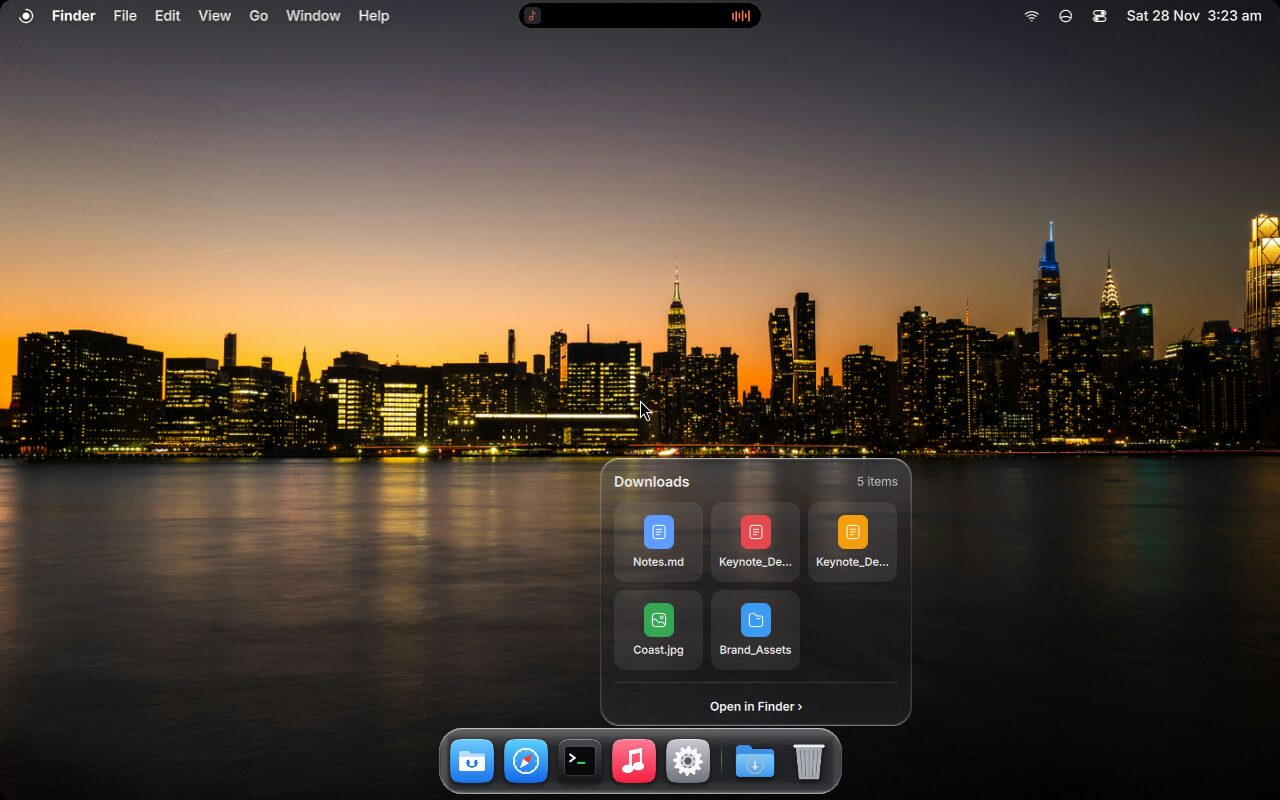 Finder File Edit View Go Window Help Sat 28 Nov 3:23 am
Downloads 5 items
Notes.md Keynote_De... Keynote_De...
Coast.jpg Brand_Assets
Open in Finder ›